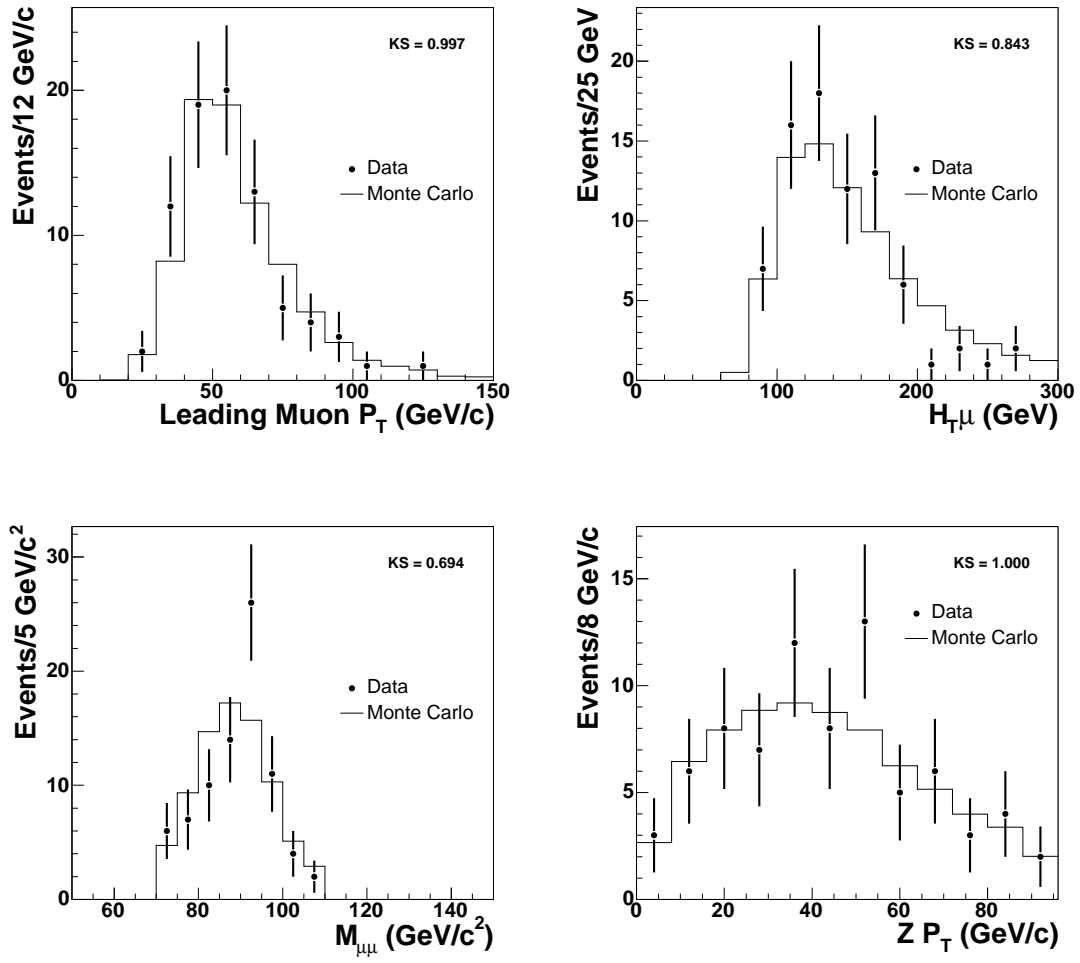 Events/12 GeV/c
20
10
0
KS = 0.997
Data
Monte Carlo
0 50 100 150
Leading Muon P_T (GeV/c)
Events/25 GeV
20
15
10
5
0
KS = 0.843
Data
Monte Carlo
0 100 200 300
H_Tμ (GeV)
Events/5 GeV/c²
30
20
10
0
KS = 0.694
Data
Monte Carlo
60 80 100 120 140
M_μμ (GeV/c²)
Events/8 GeV/c
15
10
5
0
KS = 1.000
Data
Monte Carlo
0 20 40 60 80
Z P_T (GeV/c)